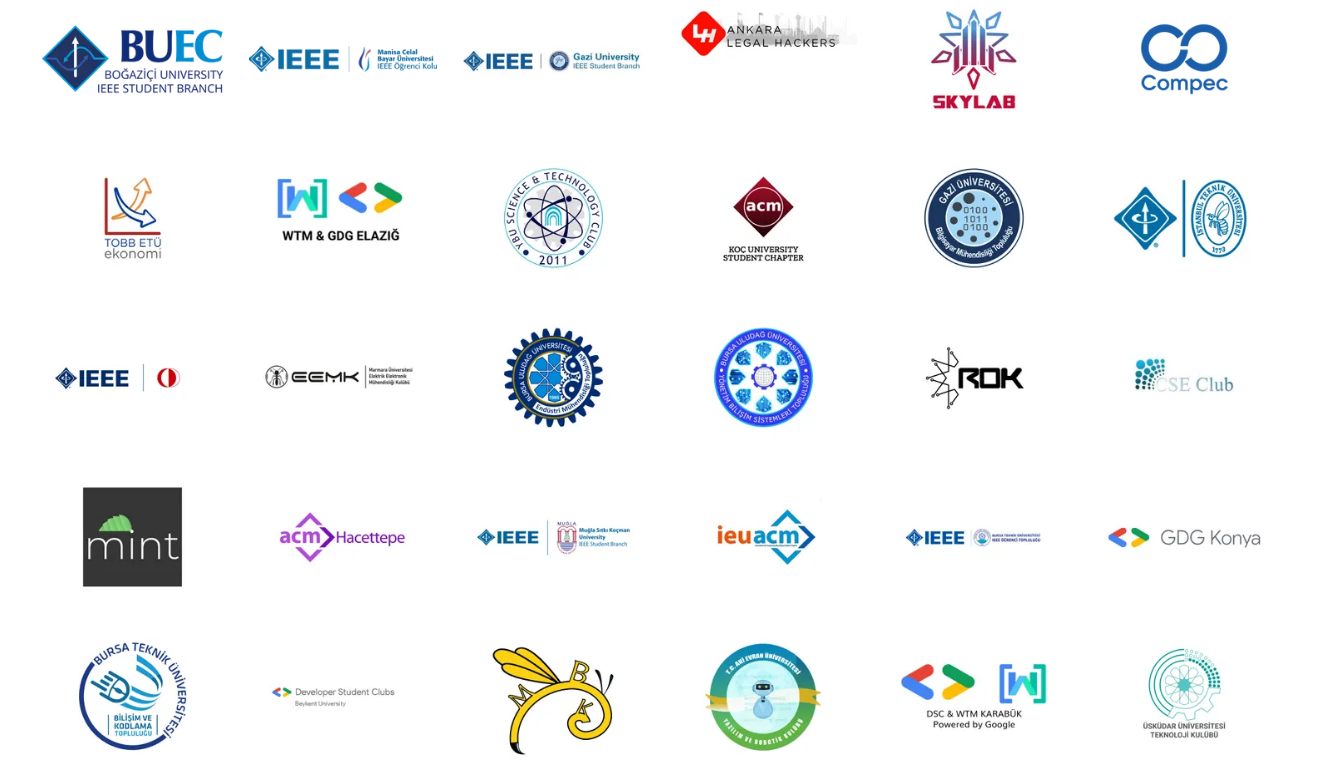 BUEC
BOĞAZİÇİ UNIVERSITY
IEEE STUDENT BRANCH
IEEE
Manisa Celal
Bayar Üniversitesi
IEEE Öğrenci Kolu
IEEE
Gazi University
IEEE Student Branch
LH
ANKARA
LEGAL HACKERS
SKYLAB
Compec
TOBB ETÜ
ekonomi
W
WTM & GDG ELAZIĞ
YBU SCIENCE & TECHNOLOGY CLUB
2011
acm
KOÇ UNIVERSITY
STUDENT CHAPTER
GAZİ ÜNİVERSİTESİ
0100
1011
0100
Bilgisayar Mühendisliği Topluluğu
İSTANBUL TEKNİK ÜNİVERSİTESİ
1773
IEEE
EEMK
Marmara Üniversitesi
Elektrik Elektronik
Mühendisliği Kulübü
BURSA ULUDAĞ ÜNİVERSİTESİ
Endüstri Mühendisliği Topluluğu
BURSA ULUDAĞ ÜNİVERSİTESİ
YÖNETİM BİLİŞİM SİSTEMLERİ TOPLULUĞU
ROK
CSE Club
mint
acm Hacettepe
IEEE
MUĞLA
Muğla Sıtkı Koçman
University
IEEE Student Branch
ieuacm
IEEE
BURSA TEKNİK ÜNİVERSİTESİ
IEEE ÖĞRENCİ TOPLULUĞU
GDG Konya
BURSA TEKNİK ÜNİVERSİTESİ
BİLİŞİM VE
KODLAMA
TOPLULUĞU
Developer Student Clubs
Beykent University
MBK
T.C. AHİ EVRAN ÜNİVERSİTESİ
YAZILIM VE ROBOTİK KULÜBÜ
W
DSC & WTM KARABÜK
Powered by Google
ÜSKÜDAR ÜNİVERSİTESİ
TEKNOLOJİ KULÜBÜ